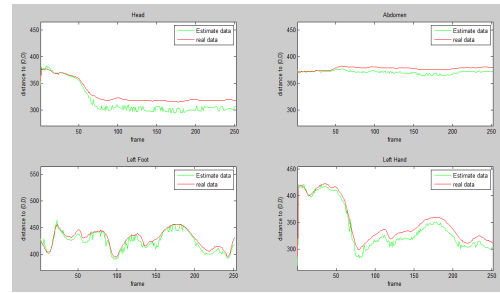 Head
450
400
350
300
50
100
150
200
250
distance to (0,0)
frame
Estimate data
real data
Abdomen
450
400
350
300
50
100
150
200
250
distance to (0,0)
frame
Estimate data
real data
Left Foot
550
500
450
400
50
100
150
200
250
distance to (0,0)
frame
Estimate data
real data
Left Hand
450
400
350
300
50
100
150
200
250
distance to (0,0)
frame
Estimate data
real data